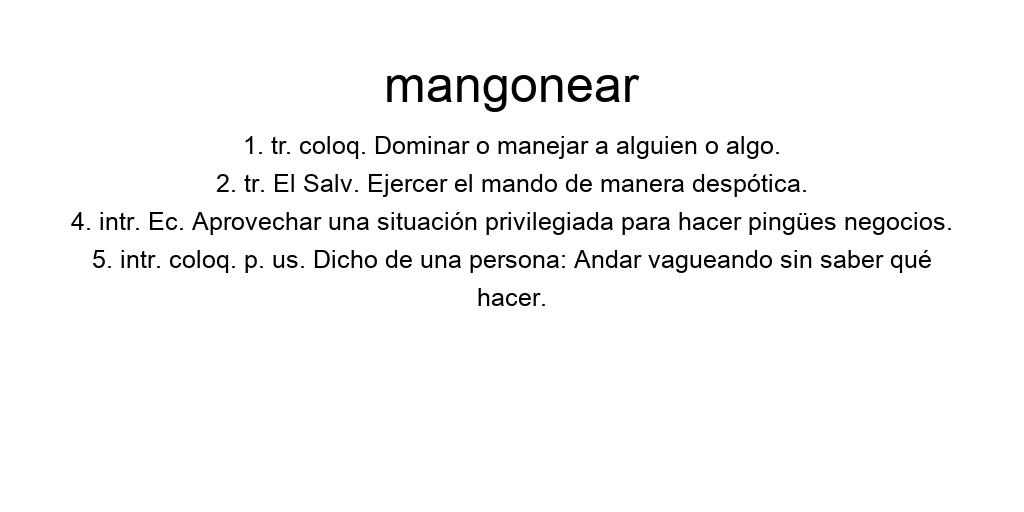 mangonear
1. tr. coloq. Dominar o manejar a alguien o algo.
2. tr. El Salv. Ejercer el mando de manera despótica.
4. intr. Ec. Aprovechar una situación privilegiada para hacer pingües negocios.
5. intr. coloq. p. us. Dicho de una persona: Andar vagueando sin saber qué
hacer.